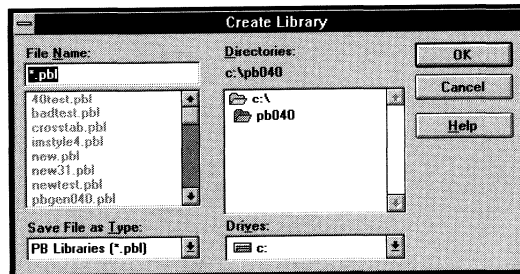 Create Library
File Name:
*.pbl
40test.pbl
badtest.pbl
crosstab.pbl
imstyle4.pbl
new.pbl
new31.pbl
newtest.pbl
pbgen040.pbl
Save File as Type:
PB Libraries (*.pbl)
Directories:
c:\pb040
c:\
pb040
Drives:
c:
OK
Cancel
Help